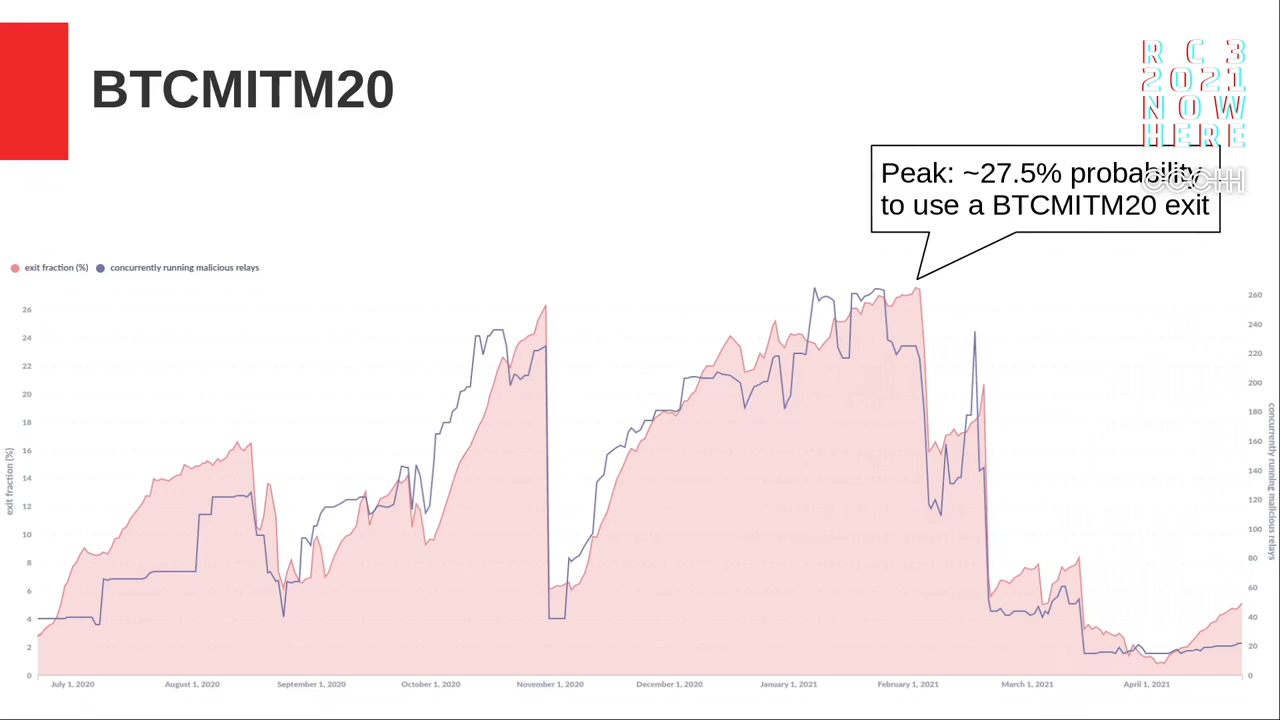 BTCMITM20
R C 3
2021
NOW
HERE
Peak: ~27.5% probability
to use a BTCMITM20 exit
exit fraction (%) concurrently running malicious relays
26
24
22
20
18
16
14
12
10
8
6
4
2
0
exit fraction (%)
260
240
220
200
180
160
140
120
100
80
60
40
20
0
concurrently running malicious relays
July 1, 2020 August 1, 2020 September 1, 2020 October 1, 2020 November 1, 2020 December 1, 2020 January 1, 2021 February 1, 2021 March 1, 2021 April 1, 2021